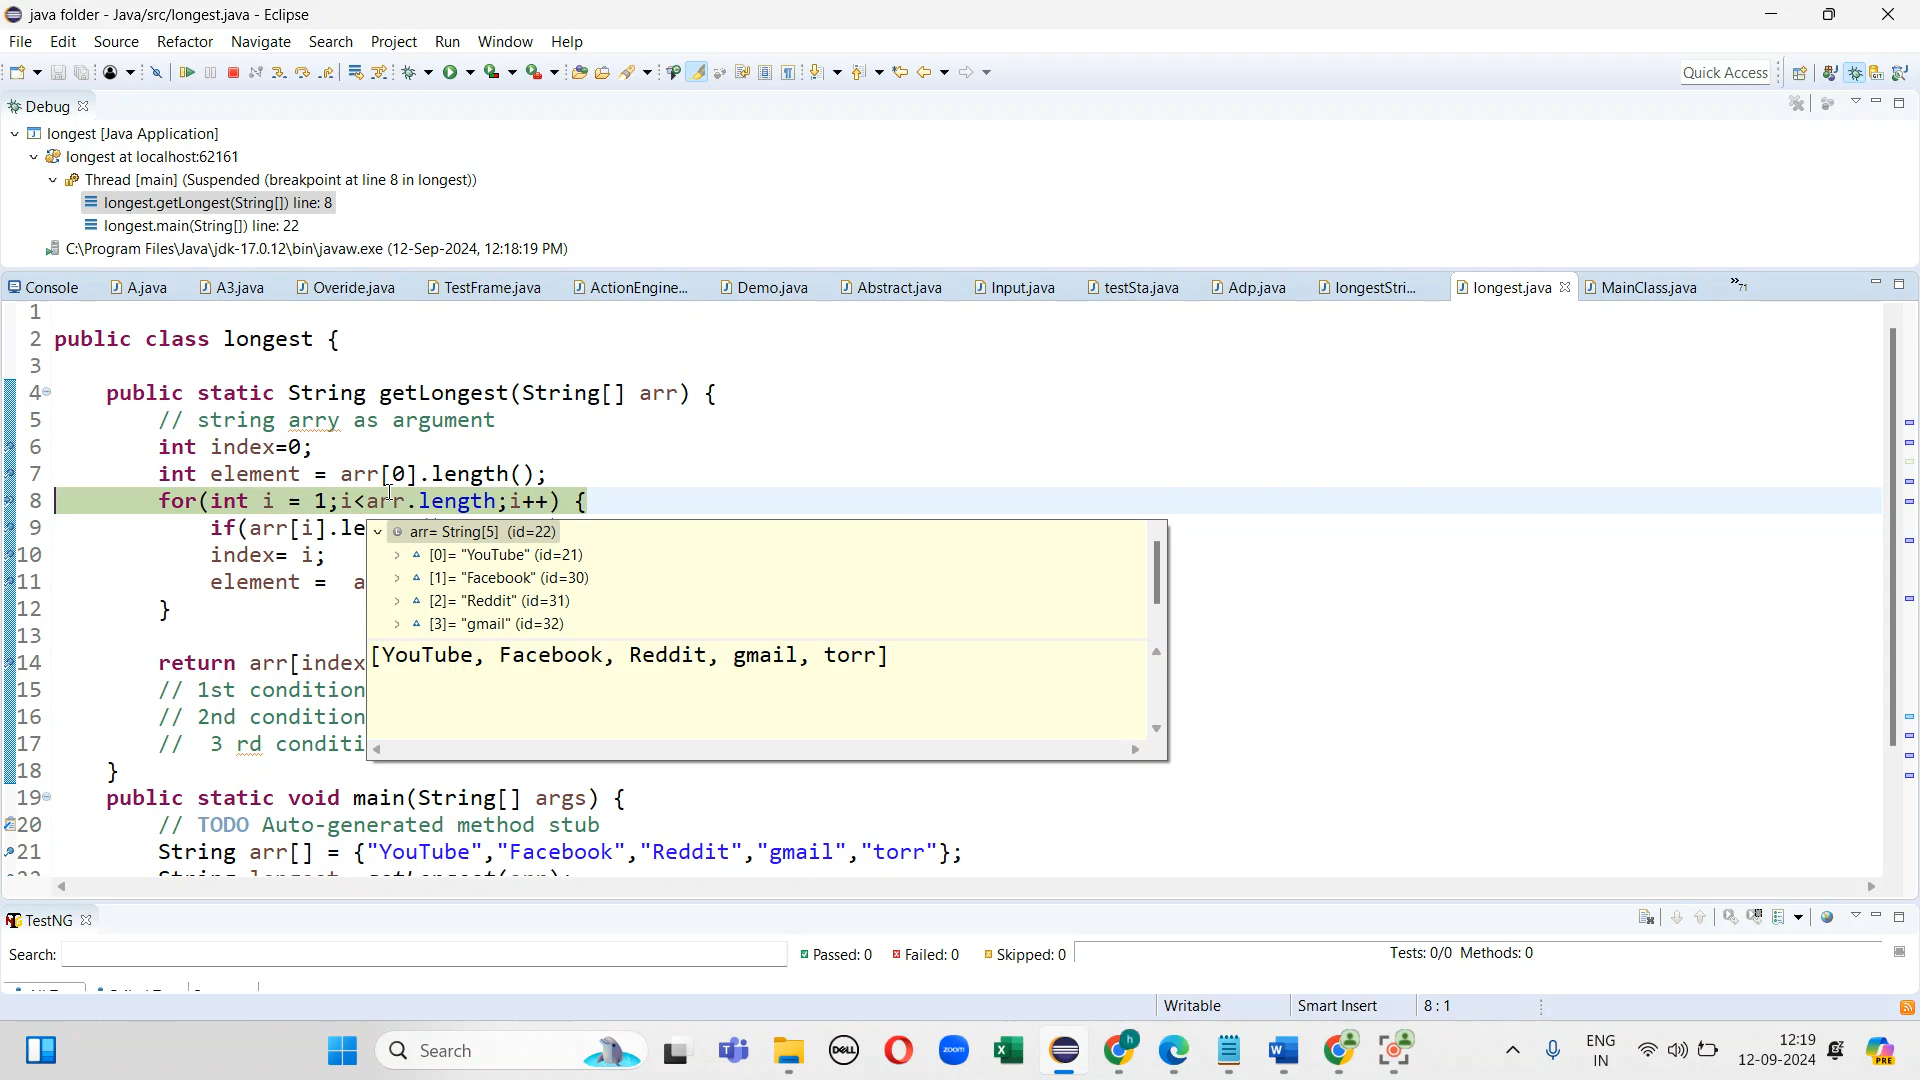 java folder - Java/src/longest.java - Eclipse
File Edit Source Refactor Navigate Search Project Run Window Help
Quick Access
Debug
longest [Java Application]
longest at localhost:62161
Thread [main] (Suspended (breakpoint at line 8 in longest))
longest.getLongest(String[]) line: 8
longest.main(String[]) line: 22
C:\Program Files\Java\jdk-17.0.12\bin\javaw.exe (12-Sep-2024, 12:18:19 PM)
Console A.java A3.java Overide.java TestFrame.java ActionEngine... Demo.java Abstract.java Input.java testSta.java Adp.java longestStri... longest.java MainClass.java »71
1
2 public class longest {
3
4 public static String getLongest(String[] arr) {
5 // string arry as argument
6 int index=0;
7 int element = arr[0].length();
8 for(int i = 1;i<arr.length;i++) {
9 if(arr[i].le
10 index= i;
11 element = a
12 }
13
14 return arr[index
15 // 1st condition
16 // 2nd condition
17 // 3 rd conditi
18 }
19 public static void main(String[] args) {
20 // TODO Auto-generated method stub
21 String arr[] = {"YouTube","Facebook","Reddit","gmail","torr"};
arr= String[5] (id=22)
[0]= "YouTube" (id=21)
[1]= "Facebook" (id=30)
[2]= "Reddit" (id=31)
[3]= "gmail" (id=32)
[YouTube, Facebook, Reddit, gmail, torr]
TestNG
Search: Passed: 0 Failed: 0 Skipped: 0 Tests: 0/0 Methods: 0
Writable Smart Insert 8 : 1
Search
DELL
zoom
ENG
IN
12:19
12-09-2024
PRE